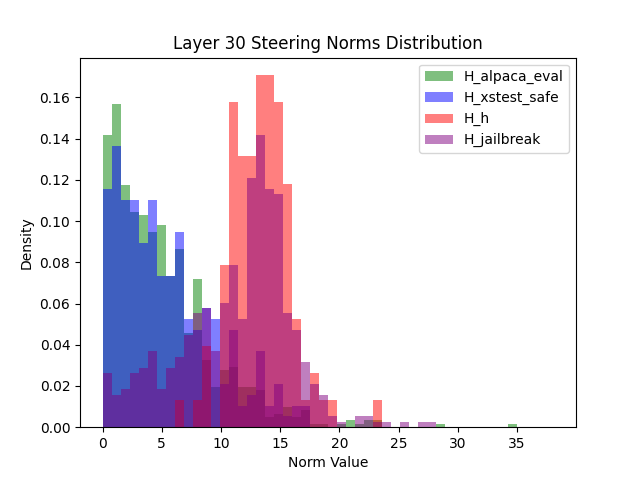 Layer 30 Steering Norms Distribution
H_alpaca_eval
H_xstest_safe
H_h
H_jailbreak
Density
0.16
0.14
0.12
0.10
0.08
0.06
0.04
0.02
0.00
0 5 10 15 20 25 30 35
Norm Value